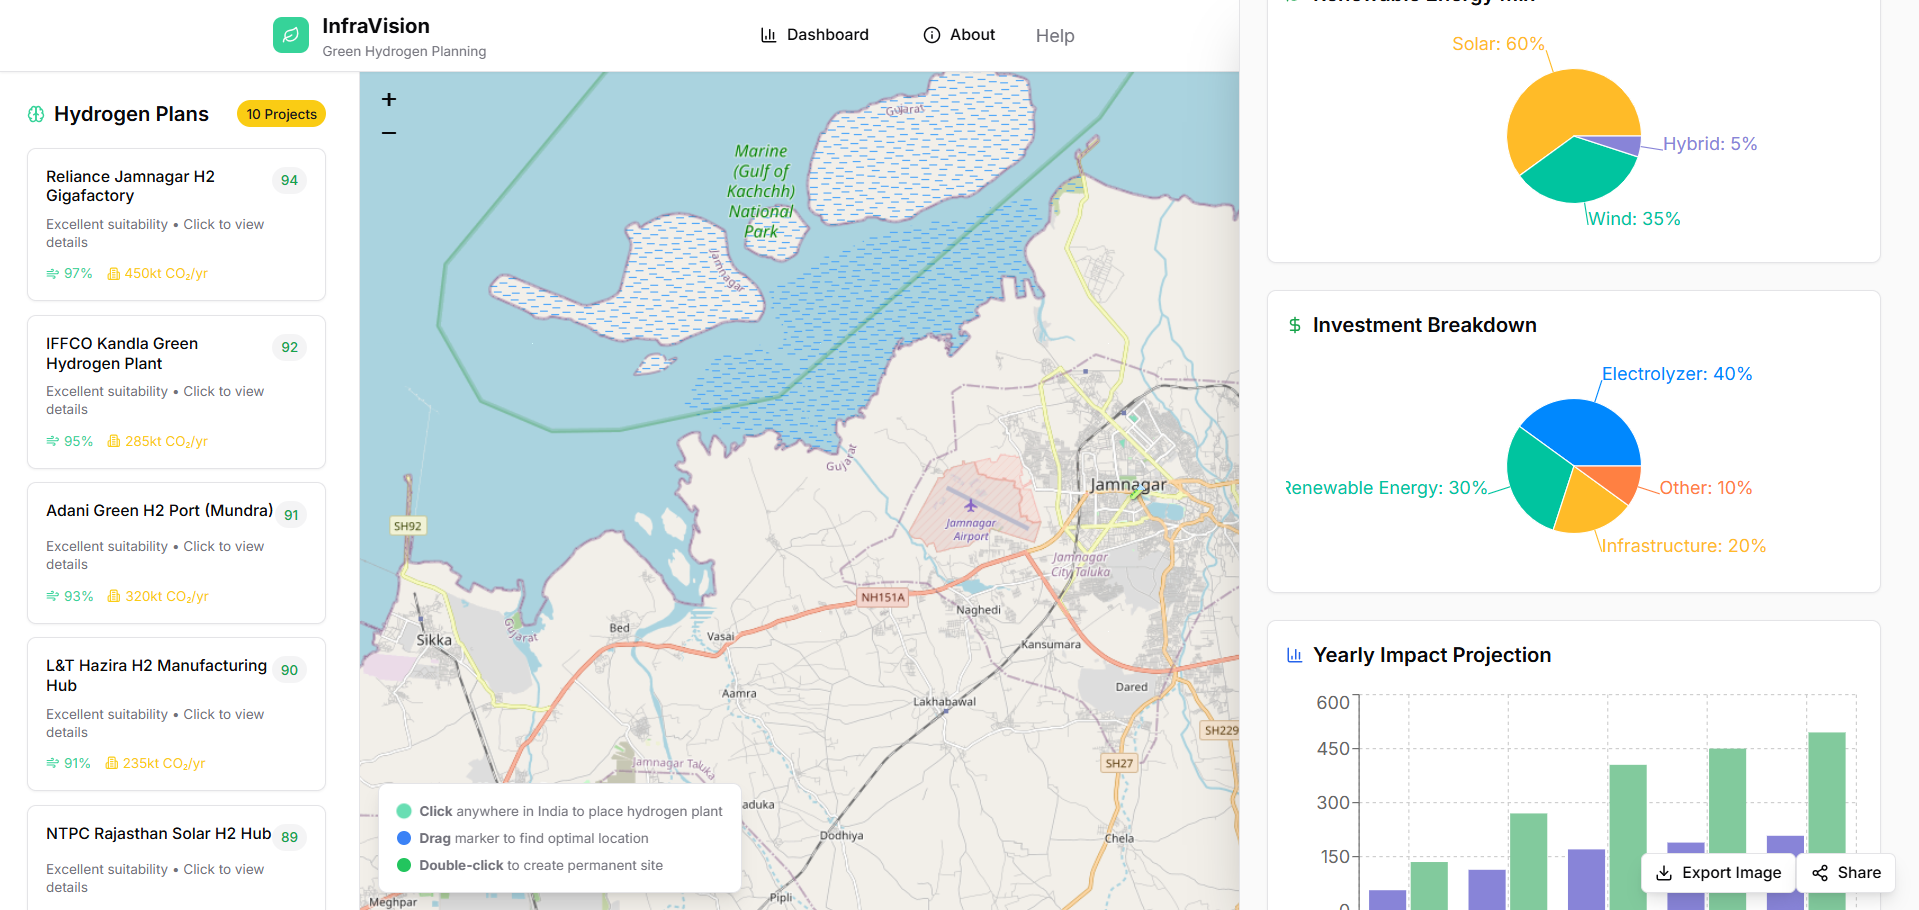 InfraVision
Green Hydrogen Planning
Dashboard
About
Help
Hydrogen Plans
10 Projects
Reliance Jamnagar H2
Gigafactory
94
Excellent suitability • Click to view
details
97%
450kt CO₂/yr
IFFCO Kandla Green
Hydrogen Plant
92
Excellent suitability • Click to view
details
95%
285kt CO₂/yr
Adani Green H2 Port (Mundra)
91
Excellent suitability • Click to view
details
93%
320kt CO₂/yr
L&T Hazira H2 Manufacturing
Hub
90
Excellent suitability • Click to view
details
91%
235kt CO₂/yr
NTPC Rajasthan Solar H2 Hub
89
Excellent suitability • Click to view
details
+
−
Gujarat
Marine
(Gulf of
Kachchh)
National
Park
Jamnagar
Gujarat
Jamnagar
SH92
Jamnagar
Airport
Jamnagar
City Taluka
NH151A
Naghedi
Gujarat
Sikka
Bed
Vasai
Kansumara
Aamra
Lakhabawal
Dared
SH229
SH27
Jamnagar Taluka
aduka
Dodhiya
Chela
Pipli
Meghpar
Click anywhere in India to place hydrogen plant
Drag marker to find optimal location
Double-click to create permanent site
Solar: 60%
Hybrid: 5%
Wind: 35%
Investment Breakdown
Electrolyzer: 40%
Renewable Energy: 30%
Other: 10%
Infrastructure: 20%
Yearly Impact Projection
600
450
300
150
0
Export Image
Share